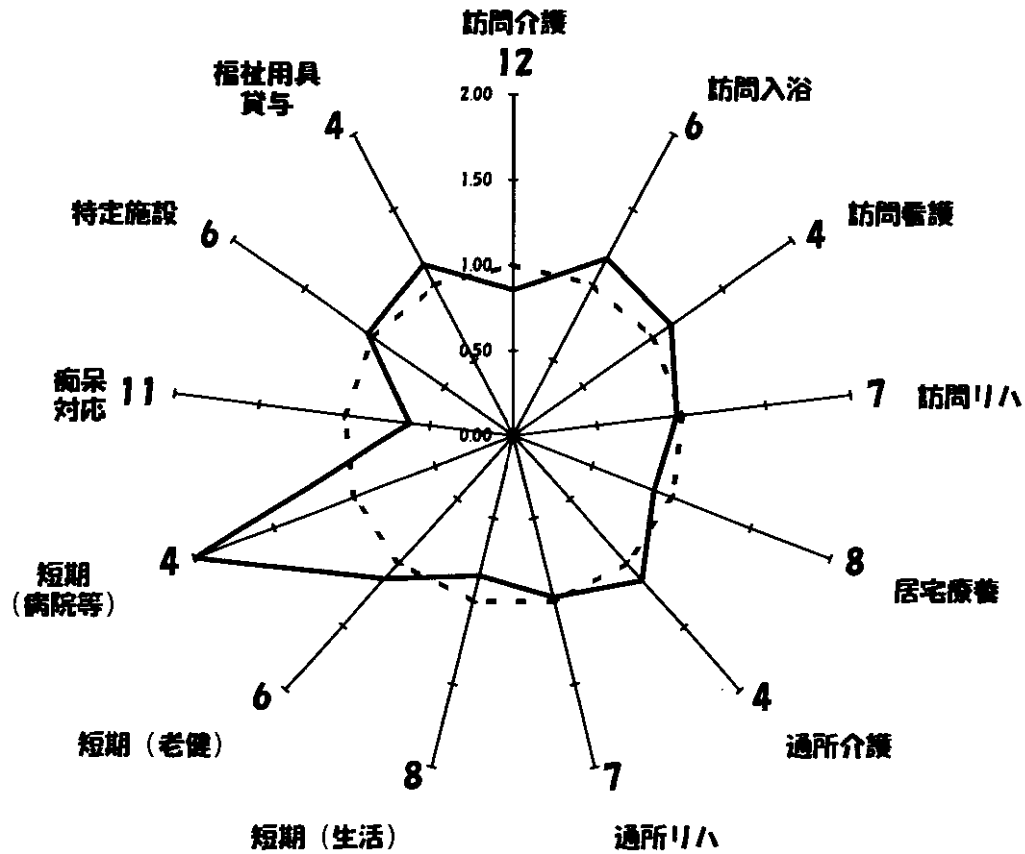 訪問介護
12
福祉用具
貸与
4
訪問入浴
6
2.00
1.50
1.00
0.50
0.00
特定施設
6
訪問看護
4
痴呆
対応
11
7
訪問リハ
短期
（病院等）
4
8
居宅療養
短期（老健）
6
4
通所介護
8
短期（生活）
7
通所リハ